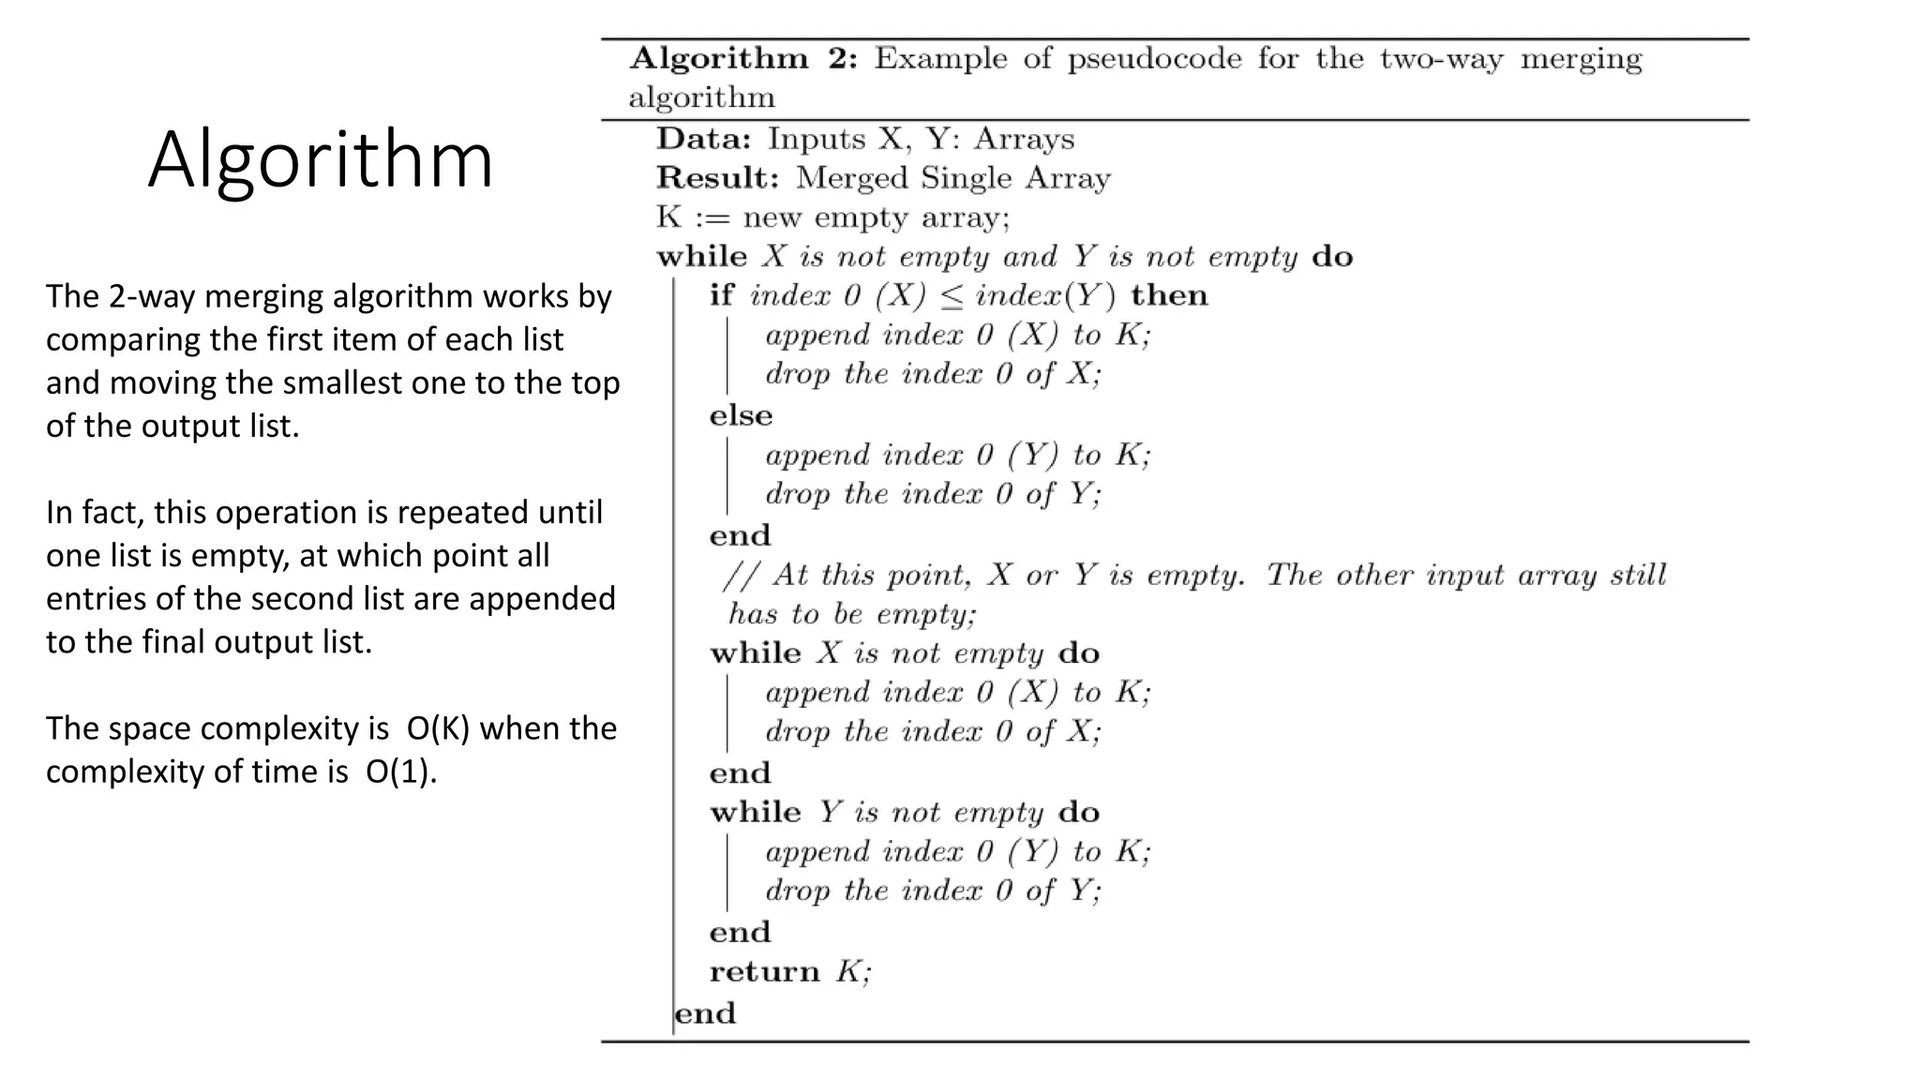 Algorithm
The 2-way merging algorithm works by
comparing the first item of each list
and moving the smallest one to the top
of the output list.
In fact, this operation is repeated until
one list is empty, at which point all
entries of the second list are appended
to the final output list.
The space complexity is O(K) when the
complexity of time is O(1).
Algorithm 2: Example of pseudocode for the two-way merging
algorithm
Data: Inputs X, Y: Arrays
Result: Merged Single Array
K := new empty array;
while X is not empty and Y is not empty do
if index 0 (X) ≤ index(Y) then
append index 0 (X) to K;
drop the index 0 of X;
else
append index 0 (Y) to K;
drop the index 0 of Y;
end
// At this point, X or Y is empty. The other input array still
has to be empty;
while X is not empty do
append index 0 (X) to K;
drop the index 0 of X;
end
while Y is not empty do
append index 0 (Y) to K;
drop the index 0 of Y;
end
return K;
end